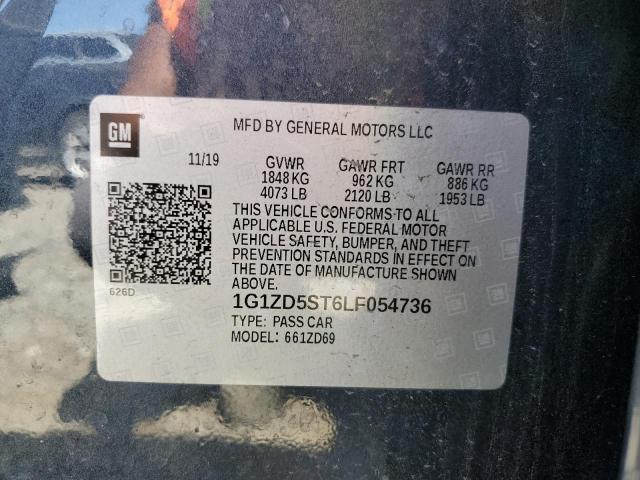 GM
MFD BY GENERAL MOTORS LLC
11/19 GVWR GAWR FRT GAWR RR
1848 KG 962 KG 886 KG
4073 LB 2120 LB 1953 LB
THIS VEHICLE CONFORMS TO ALL
APPLICABLE U.S. FEDERAL MOTOR
VEHICLE SAFETY, BUMPER, AND THEFT
PREVENTION STANDARDS IN EFFECT ON
THE DATE OF MANUFACTURE SHOWN
ABOVE.
626D
1G1ZD5ST6LF054736
TYPE: PASS CAR
MODEL: 661ZD69